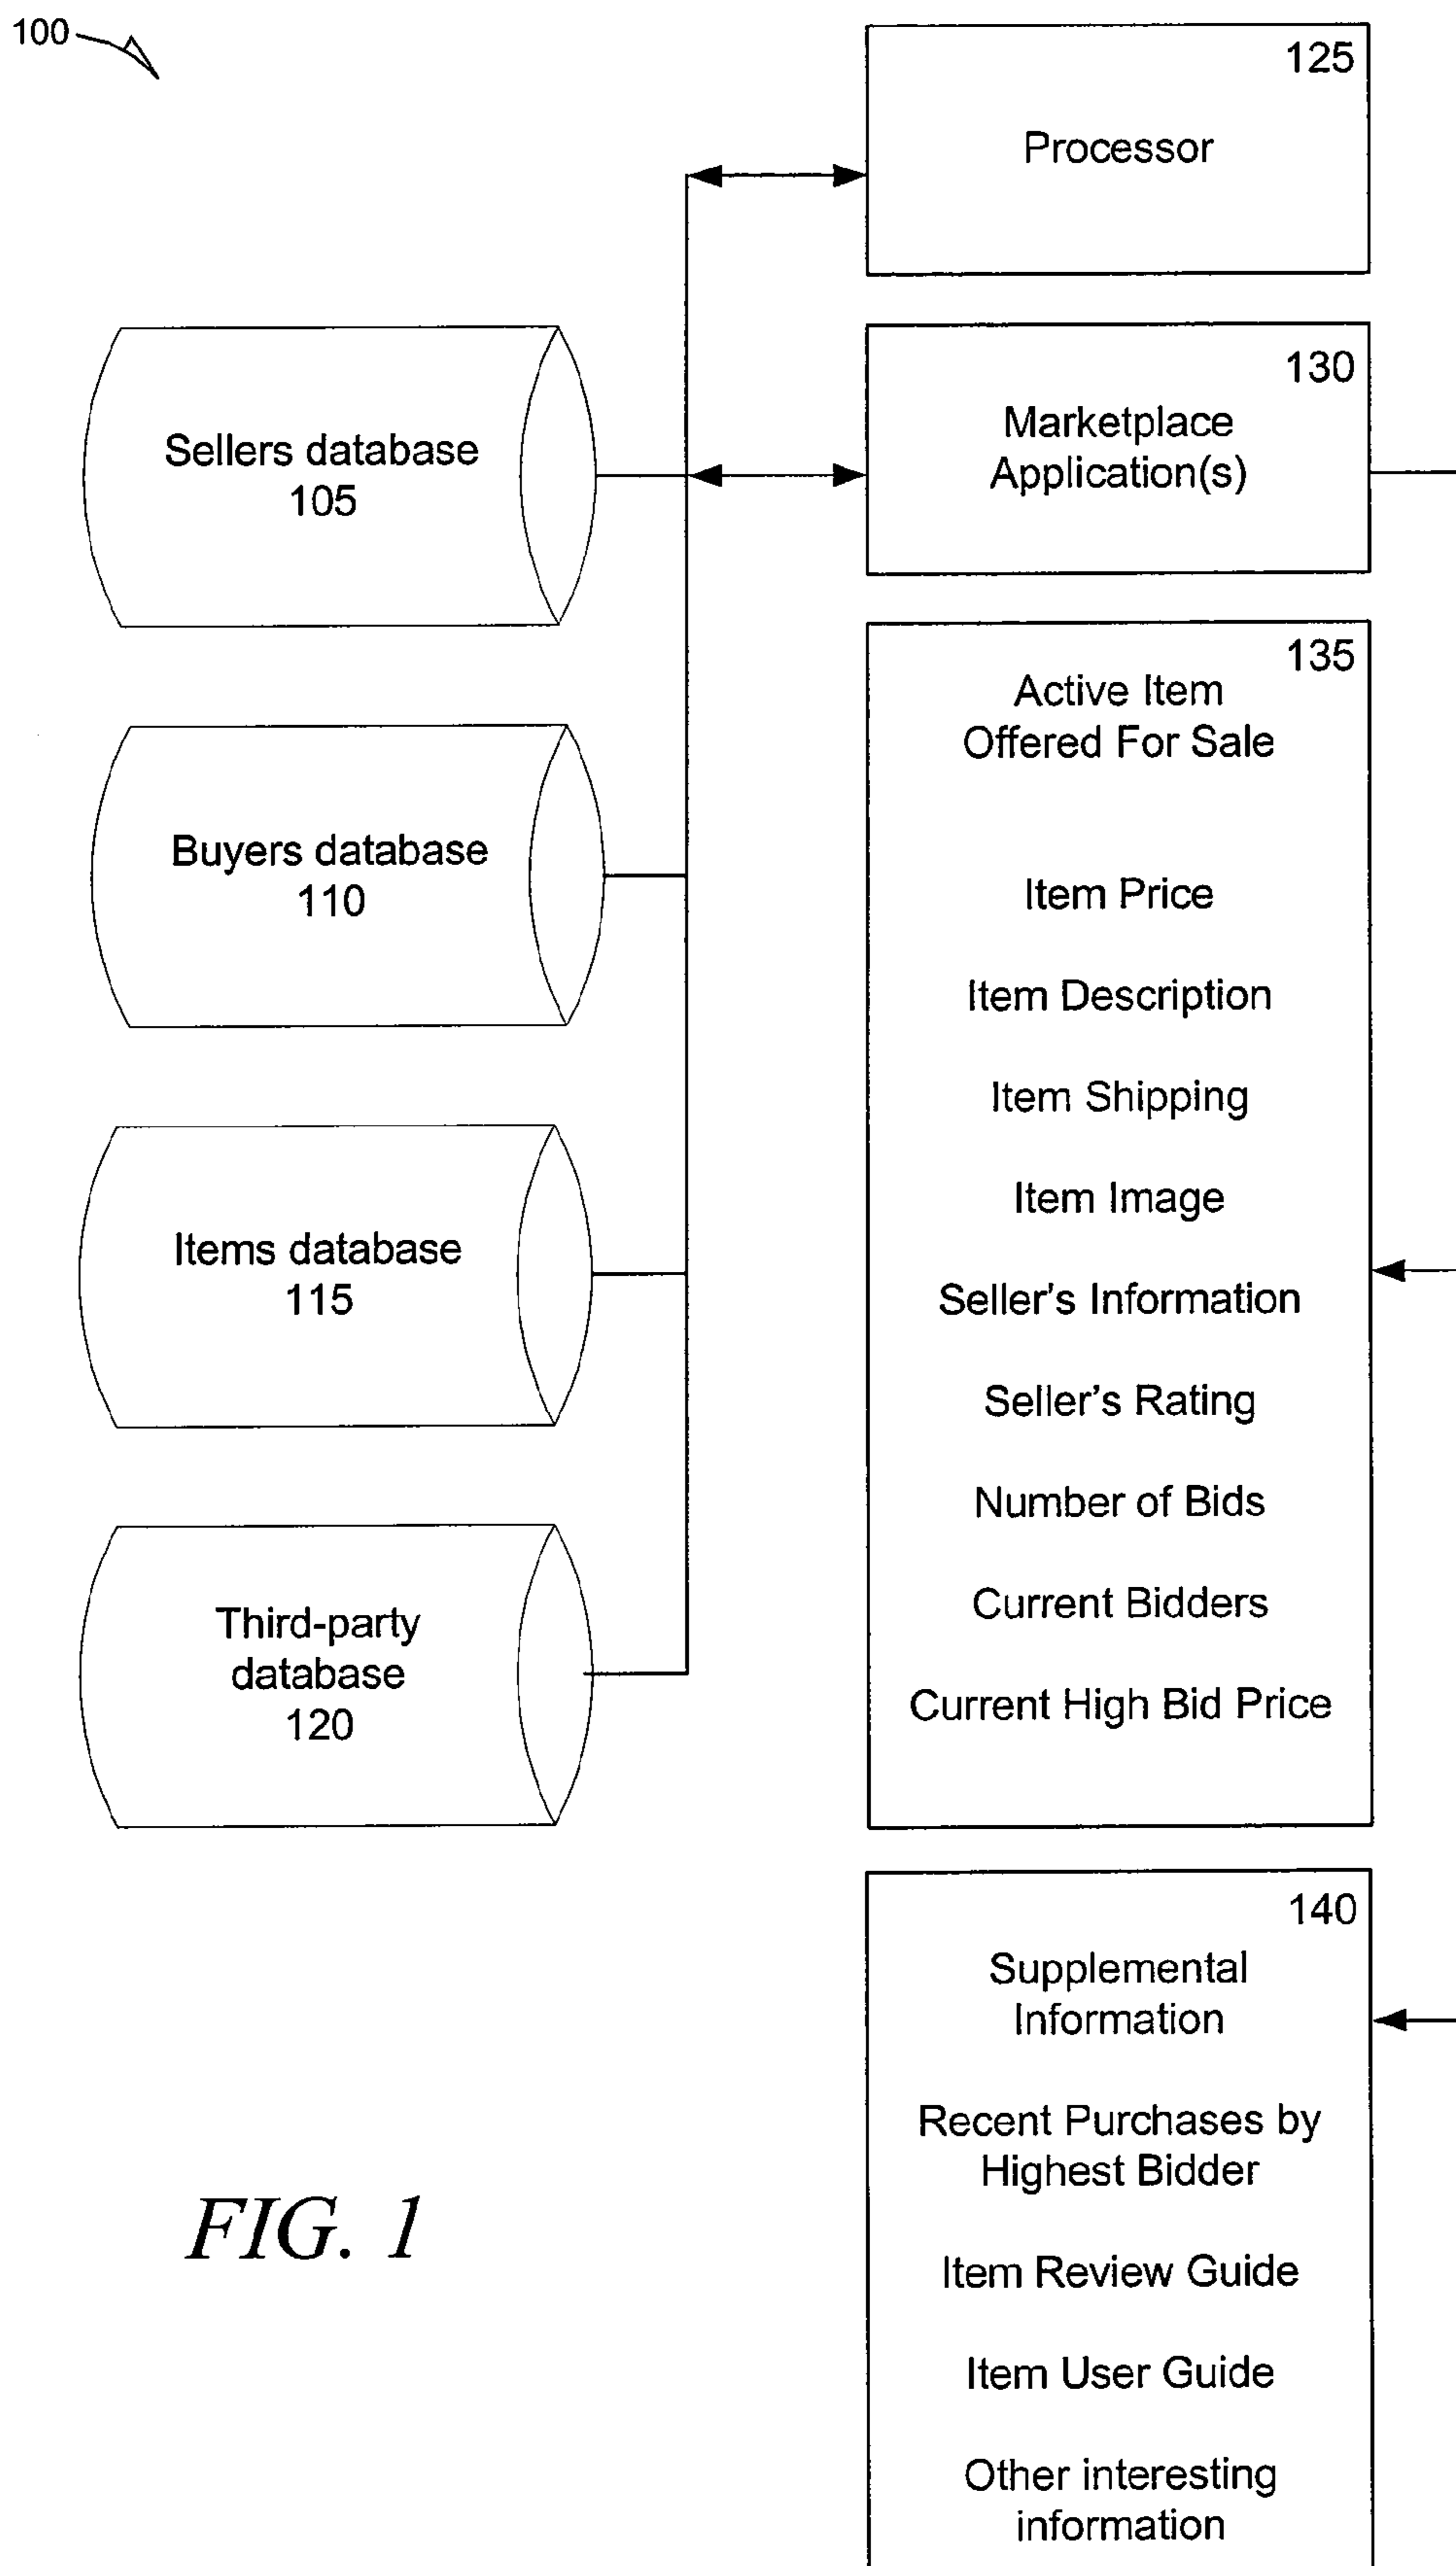 100
125
Processor
130
Marketplace
Application(s)
Sellers database
105
135
Active Item
Offered For Sale
Item Price
Item Description
Item Shipping
Item Image
Seller's Information
Seller's Rating
Number of Bids
Current Bidders
Current High Bid Price
Buyers database
110
Items database
115
Third-party
database
120
140
Supplemental
Information
Recent Purchases by
Highest Bidder
Item Review Guide
Item User Guide
Other interesting
information
FIG. 1